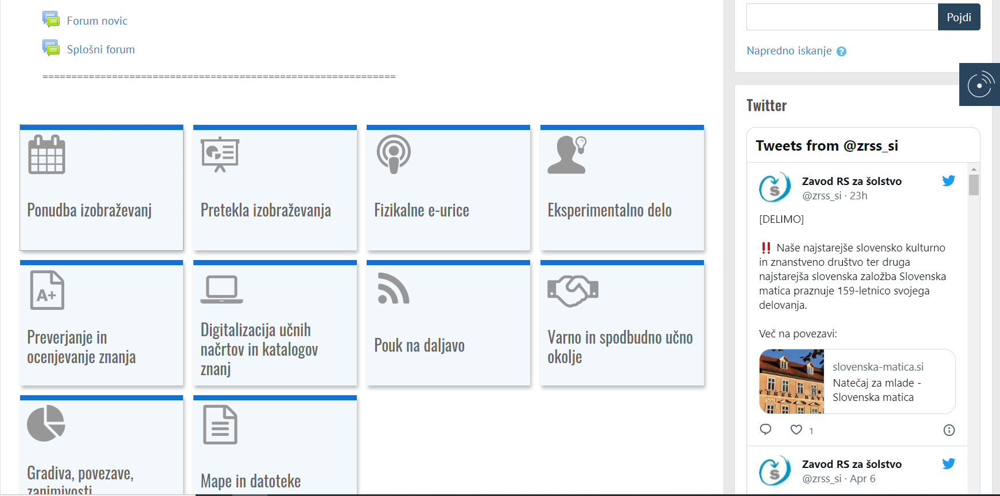 Forum novic
Splošni forum
=============================================================
Ponudba izobraževanj
Pretekla izobraževanja
Fizikalne e-urice
Eksperimentalno delo
A+
Preverjanje in
ocenjevanje znanja
Digitalizacija učnih
načrtov in katalogov
znanj
Pouk na daljavo
Varno in spodbudno učno
okolje
Gradiva, povezave,
zanimivosti
Mape in datoteke
Pojdi
Napredno iskanje ?
Twitter
Tweets from @zrss_si
Zavod RS za šolstvo
@zrss_si · 23h
[DELIMO]
‼ Naše najstarejše slovensko kulturno
in znanstveno društvo ter druga
najstarejša slovenska založba Slovenska
matica praznuje 159-letnico svojega
delovanja.
Več na povezavi:
slovenska-matica.si
Natečaj za mlade -
Slovenska matica
1
Zavod RS za šolstvo
@zrss_si · Apr 6